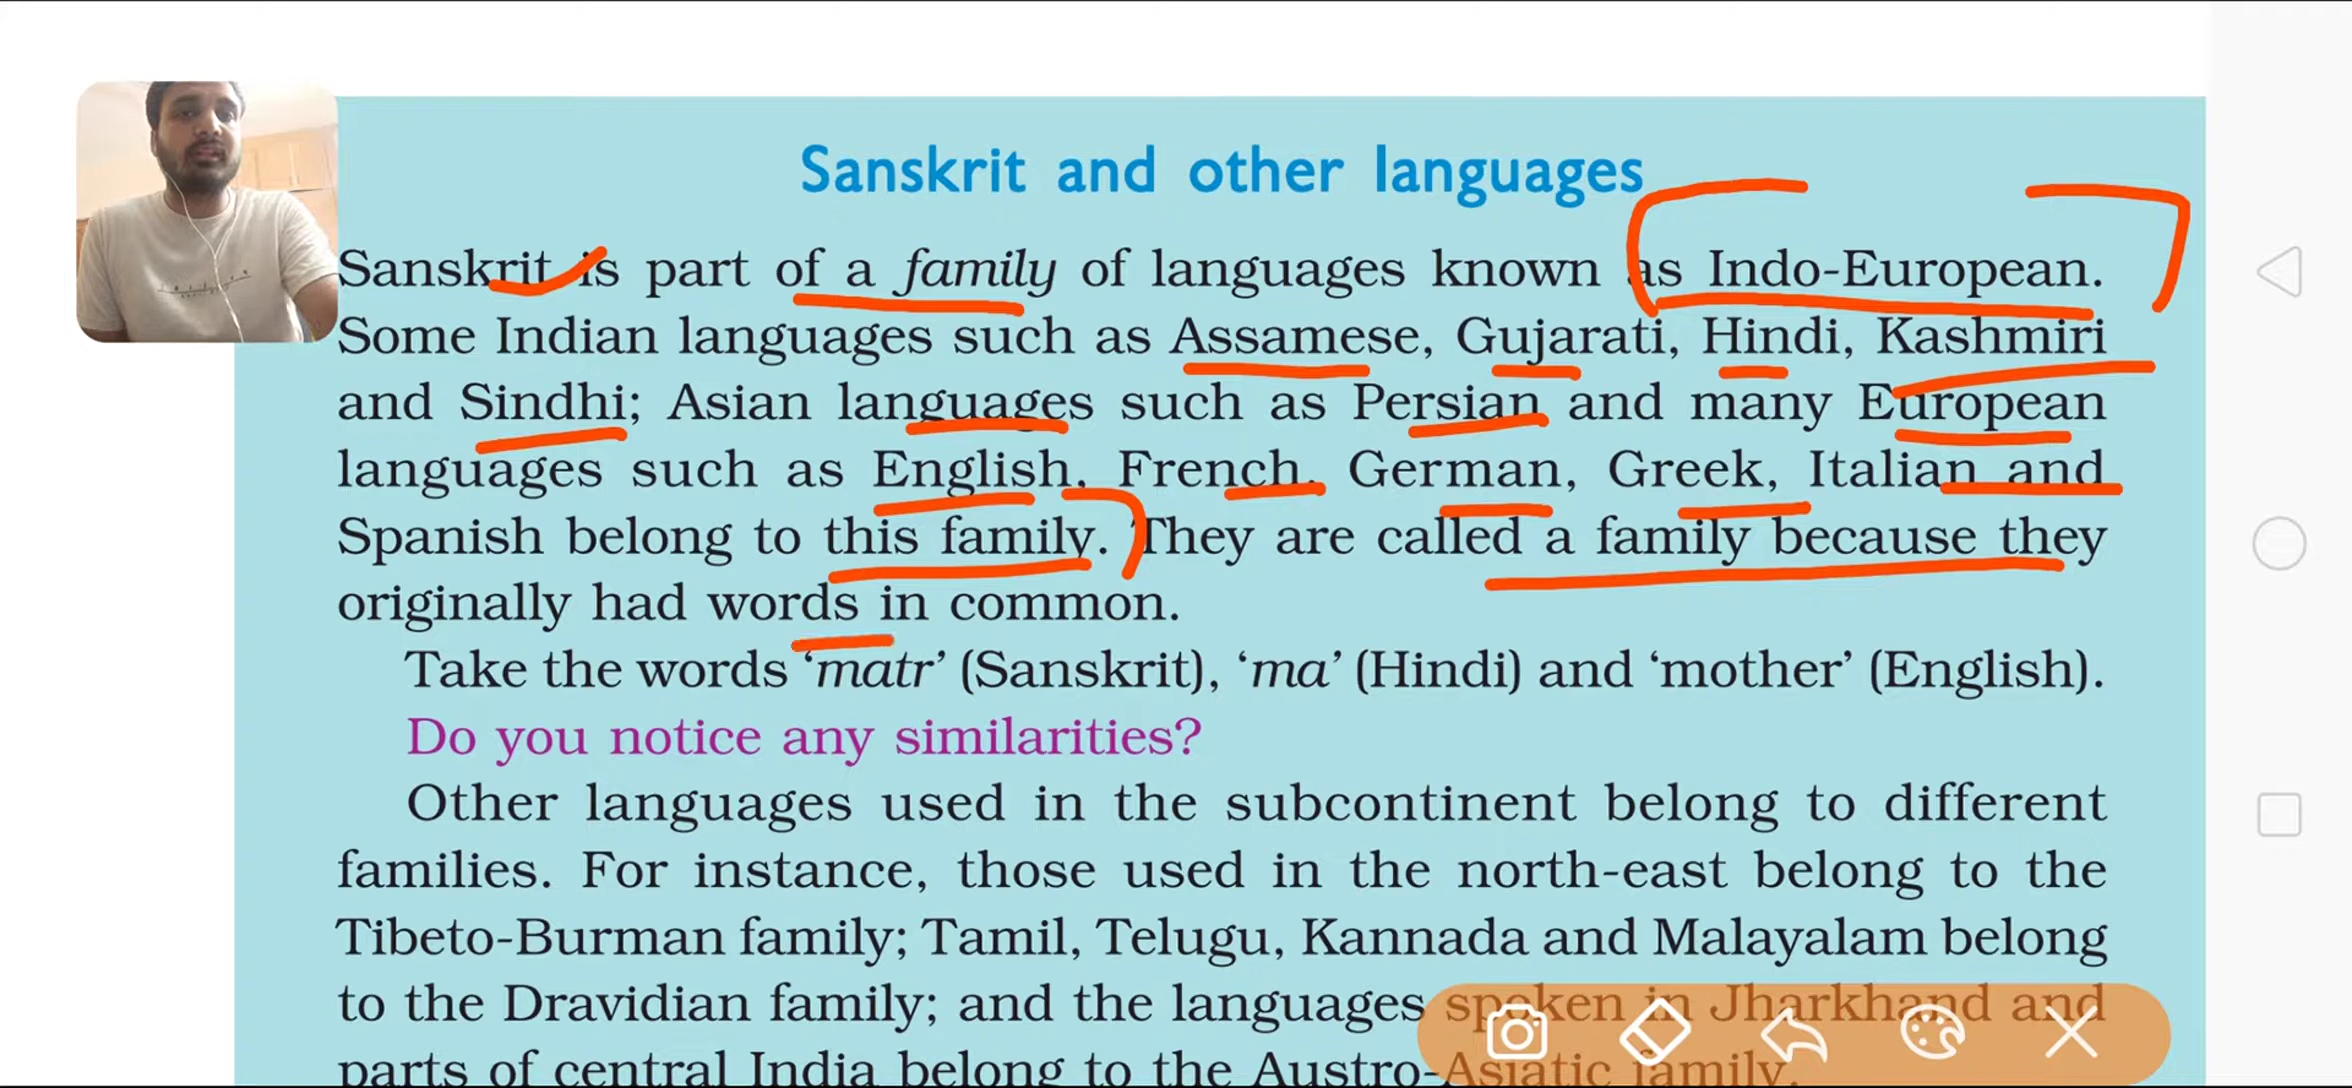 Sanskrit and other languages
Sanskrit is part of a family of languages known as Indo-European.
Some Indian languages such as Assamese, Gujarati, Hindi, Kashmiri
and Sindhi; Asian languages such as Persian and many European
languages such as English, French, German, Greek, Italian and
Spanish belong to this family. They are called a family because they
originally had words in common.
Take the words ‘matr’ (Sanskrit), ‘ma’ (Hindi) and ‘mother’ (English).
Do you notice any similarities?
Other languages used in the subcontinent belong to different
families. For instance, those used in the north-east belong to the
Tibeto-Burman family; Tamil, Telugu, Kannada and Malayalam belong
to the Dravidian family; and the languages spoken in Jharkhand and
parts of central India belong to the Austro-Asiatic family.